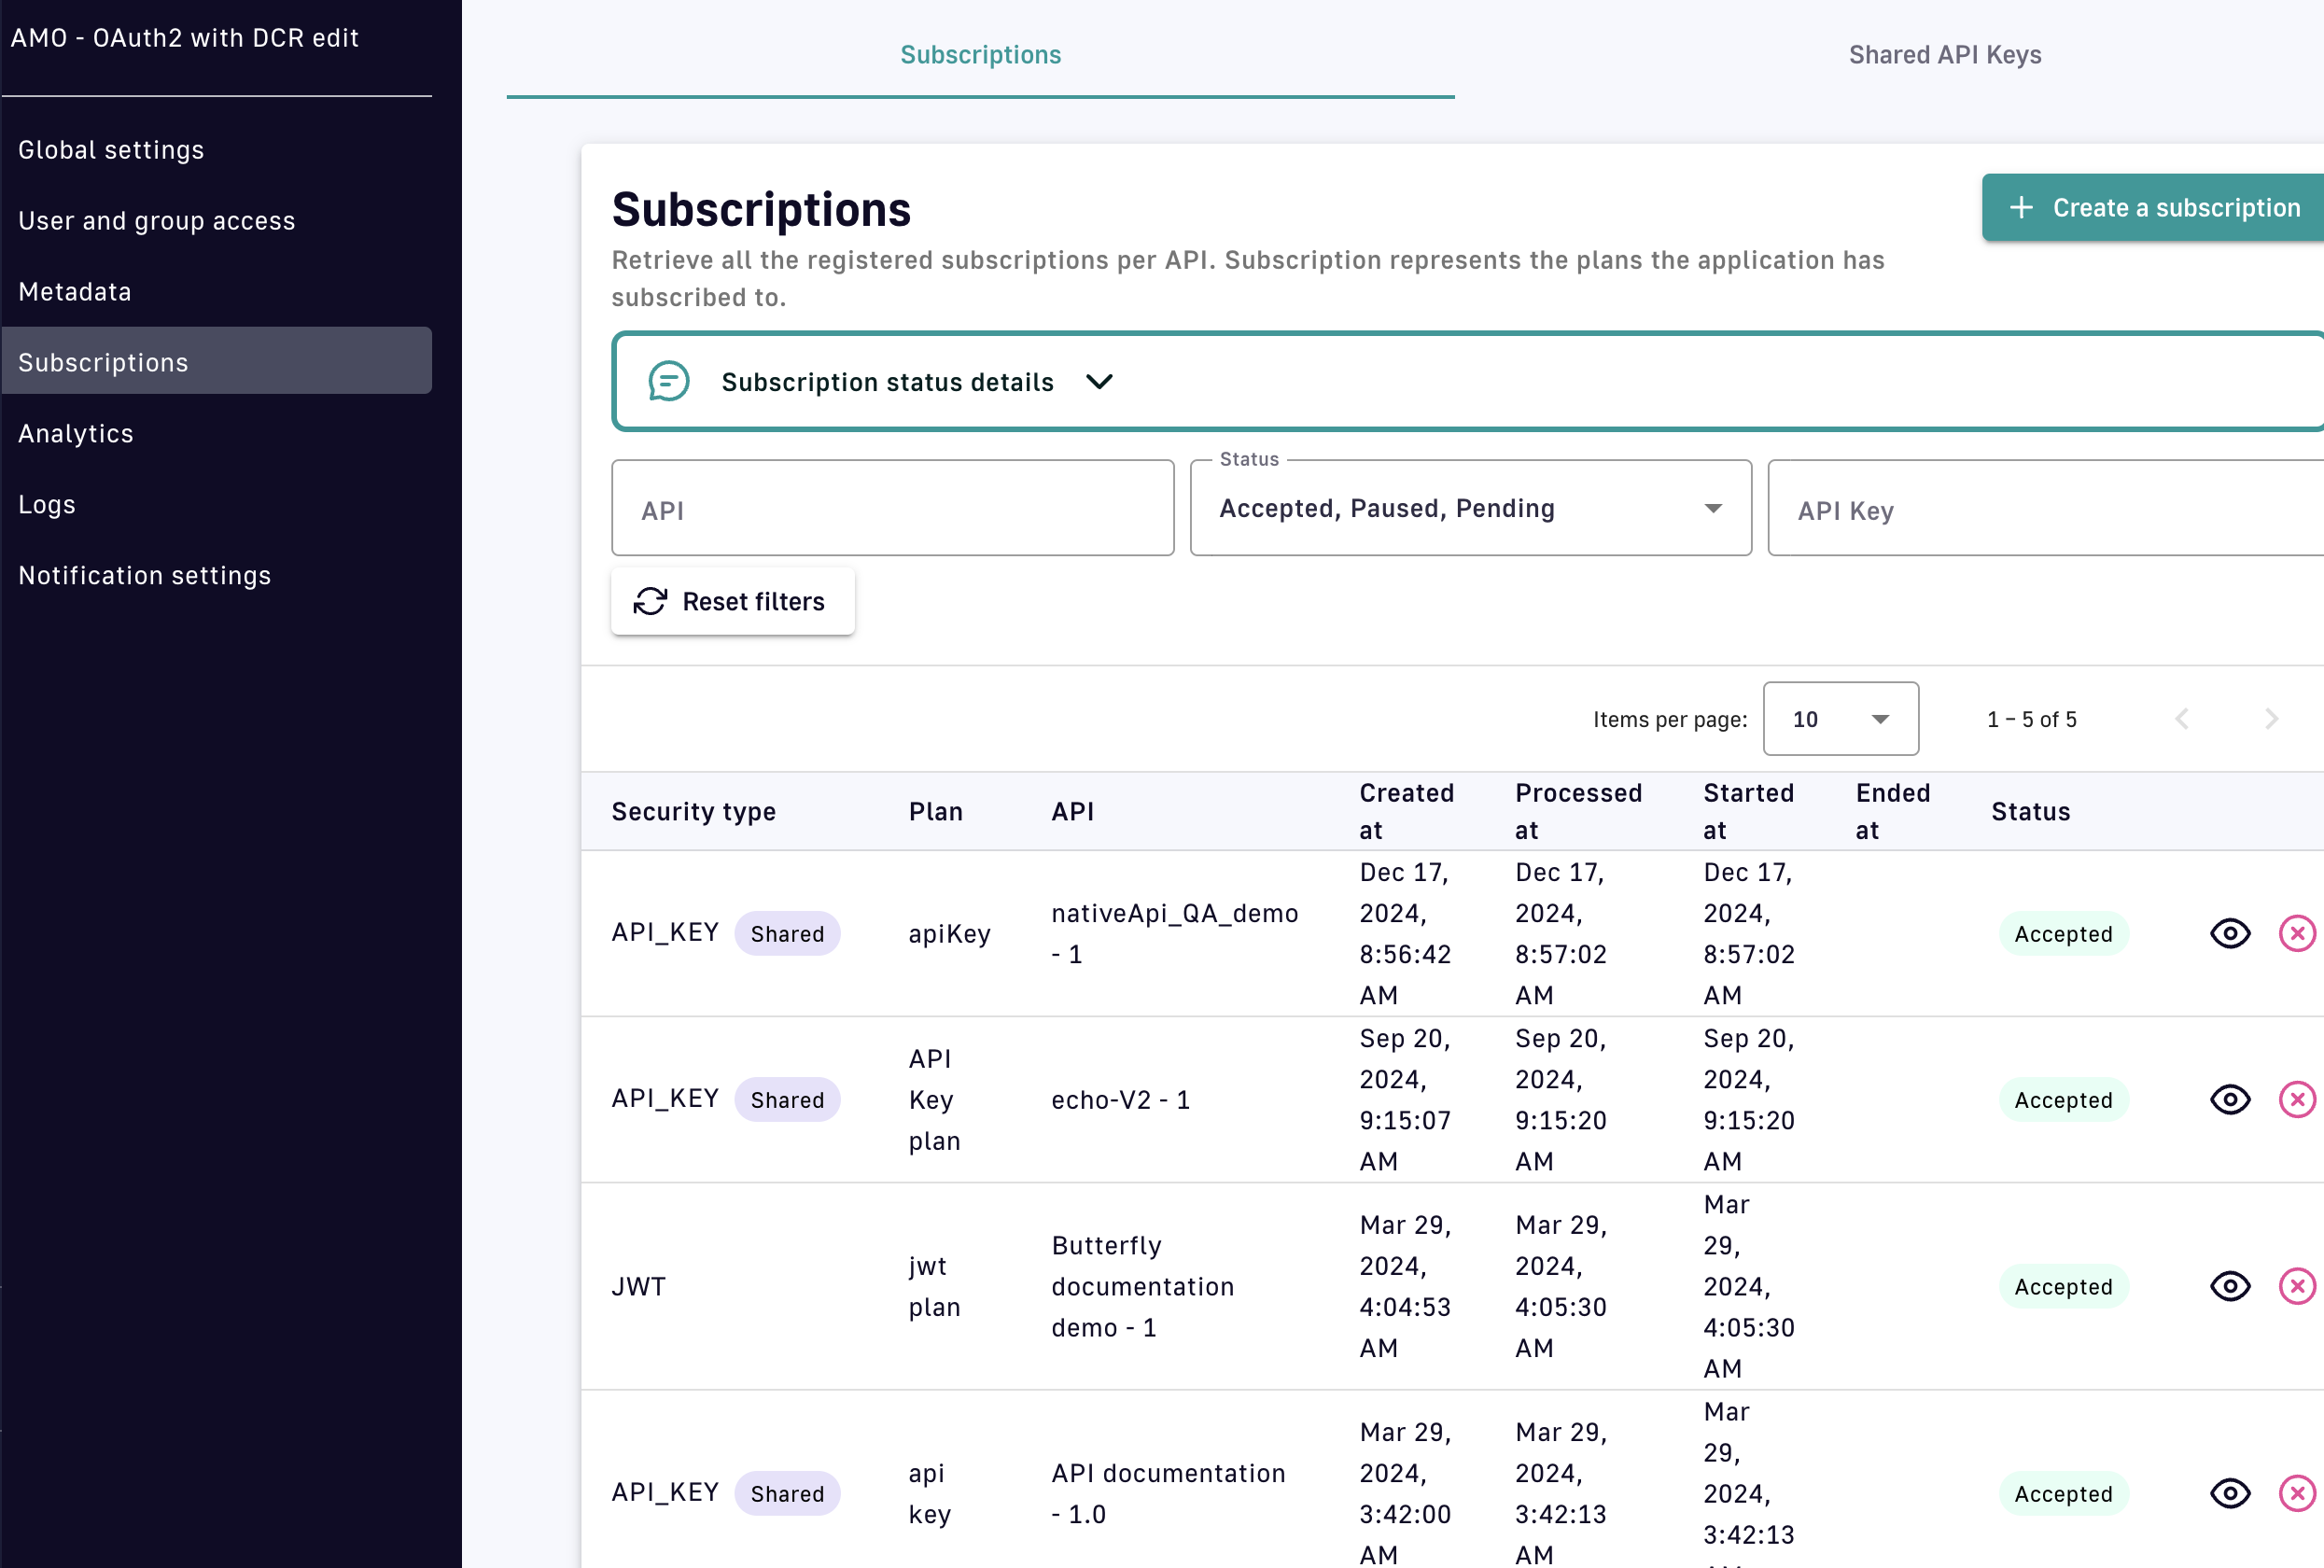 AMO - OAuth2 with DCR edit
Global settings
User and group access
Metadata
Subscriptions
Analytics
Logs
Notification settings
Subscriptions
Shared API Keys
Subscriptions
Create a subscription
Retrieve all the registered subscriptions per API. Subscription represents the plans the application has
subscribed to.
Subscription status details
API
Status
Accepted, Paused, Pending
API Key
Reset filters
Items per page:
10
1 – 5 of 5
Security type
Plan
API
Created
at
Processed
at
Started
at
Ended
at
Status
API_KEY
Shared
apiKey
nativeApi_QA_demo
- 1
Dec 17,
2024,
8:56:42
AM
Dec 17,
2024,
8:57:02
AM
Dec 17,
2024,
8:57:02
AM
Accepted
API_KEY
Shared
API
Key
plan
echo-V2 - 1
Sep 20,
2024,
9:15:07
AM
Sep 20,
2024,
9:15:20
AM
Sep 20,
2024,
9:15:20
AM
Accepted
JWT
jwt
plan
Butterfly
documentation
demo - 1
Mar 29,
2024,
4:04:53
AM
Mar 29,
2024,
4:05:30
AM
Mar
29,
2024,
4:05:30
AM
Accepted
API_KEY
Shared
api
key
API documentation
- 1.0
Mar 29,
2024,
3:42:00
AM
Mar 29,
2024,
3:42:13
AM
Mar
29,
2024,
3:42:13
Accepted